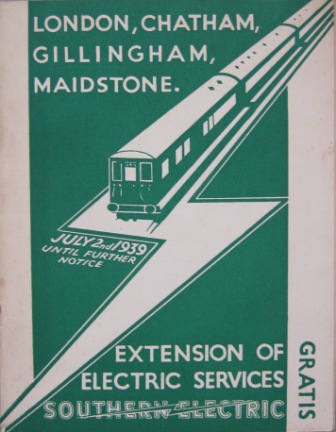 LONDON, CHATHAM,
GILLINGHAM,
MAIDSTONE.
JULY 2nd 1939
UNTIL FURTHER
NOTICE
EXTENSION OF
ELECTRIC SERVICES
SOUTHERN ELECTRIC
GRATIS